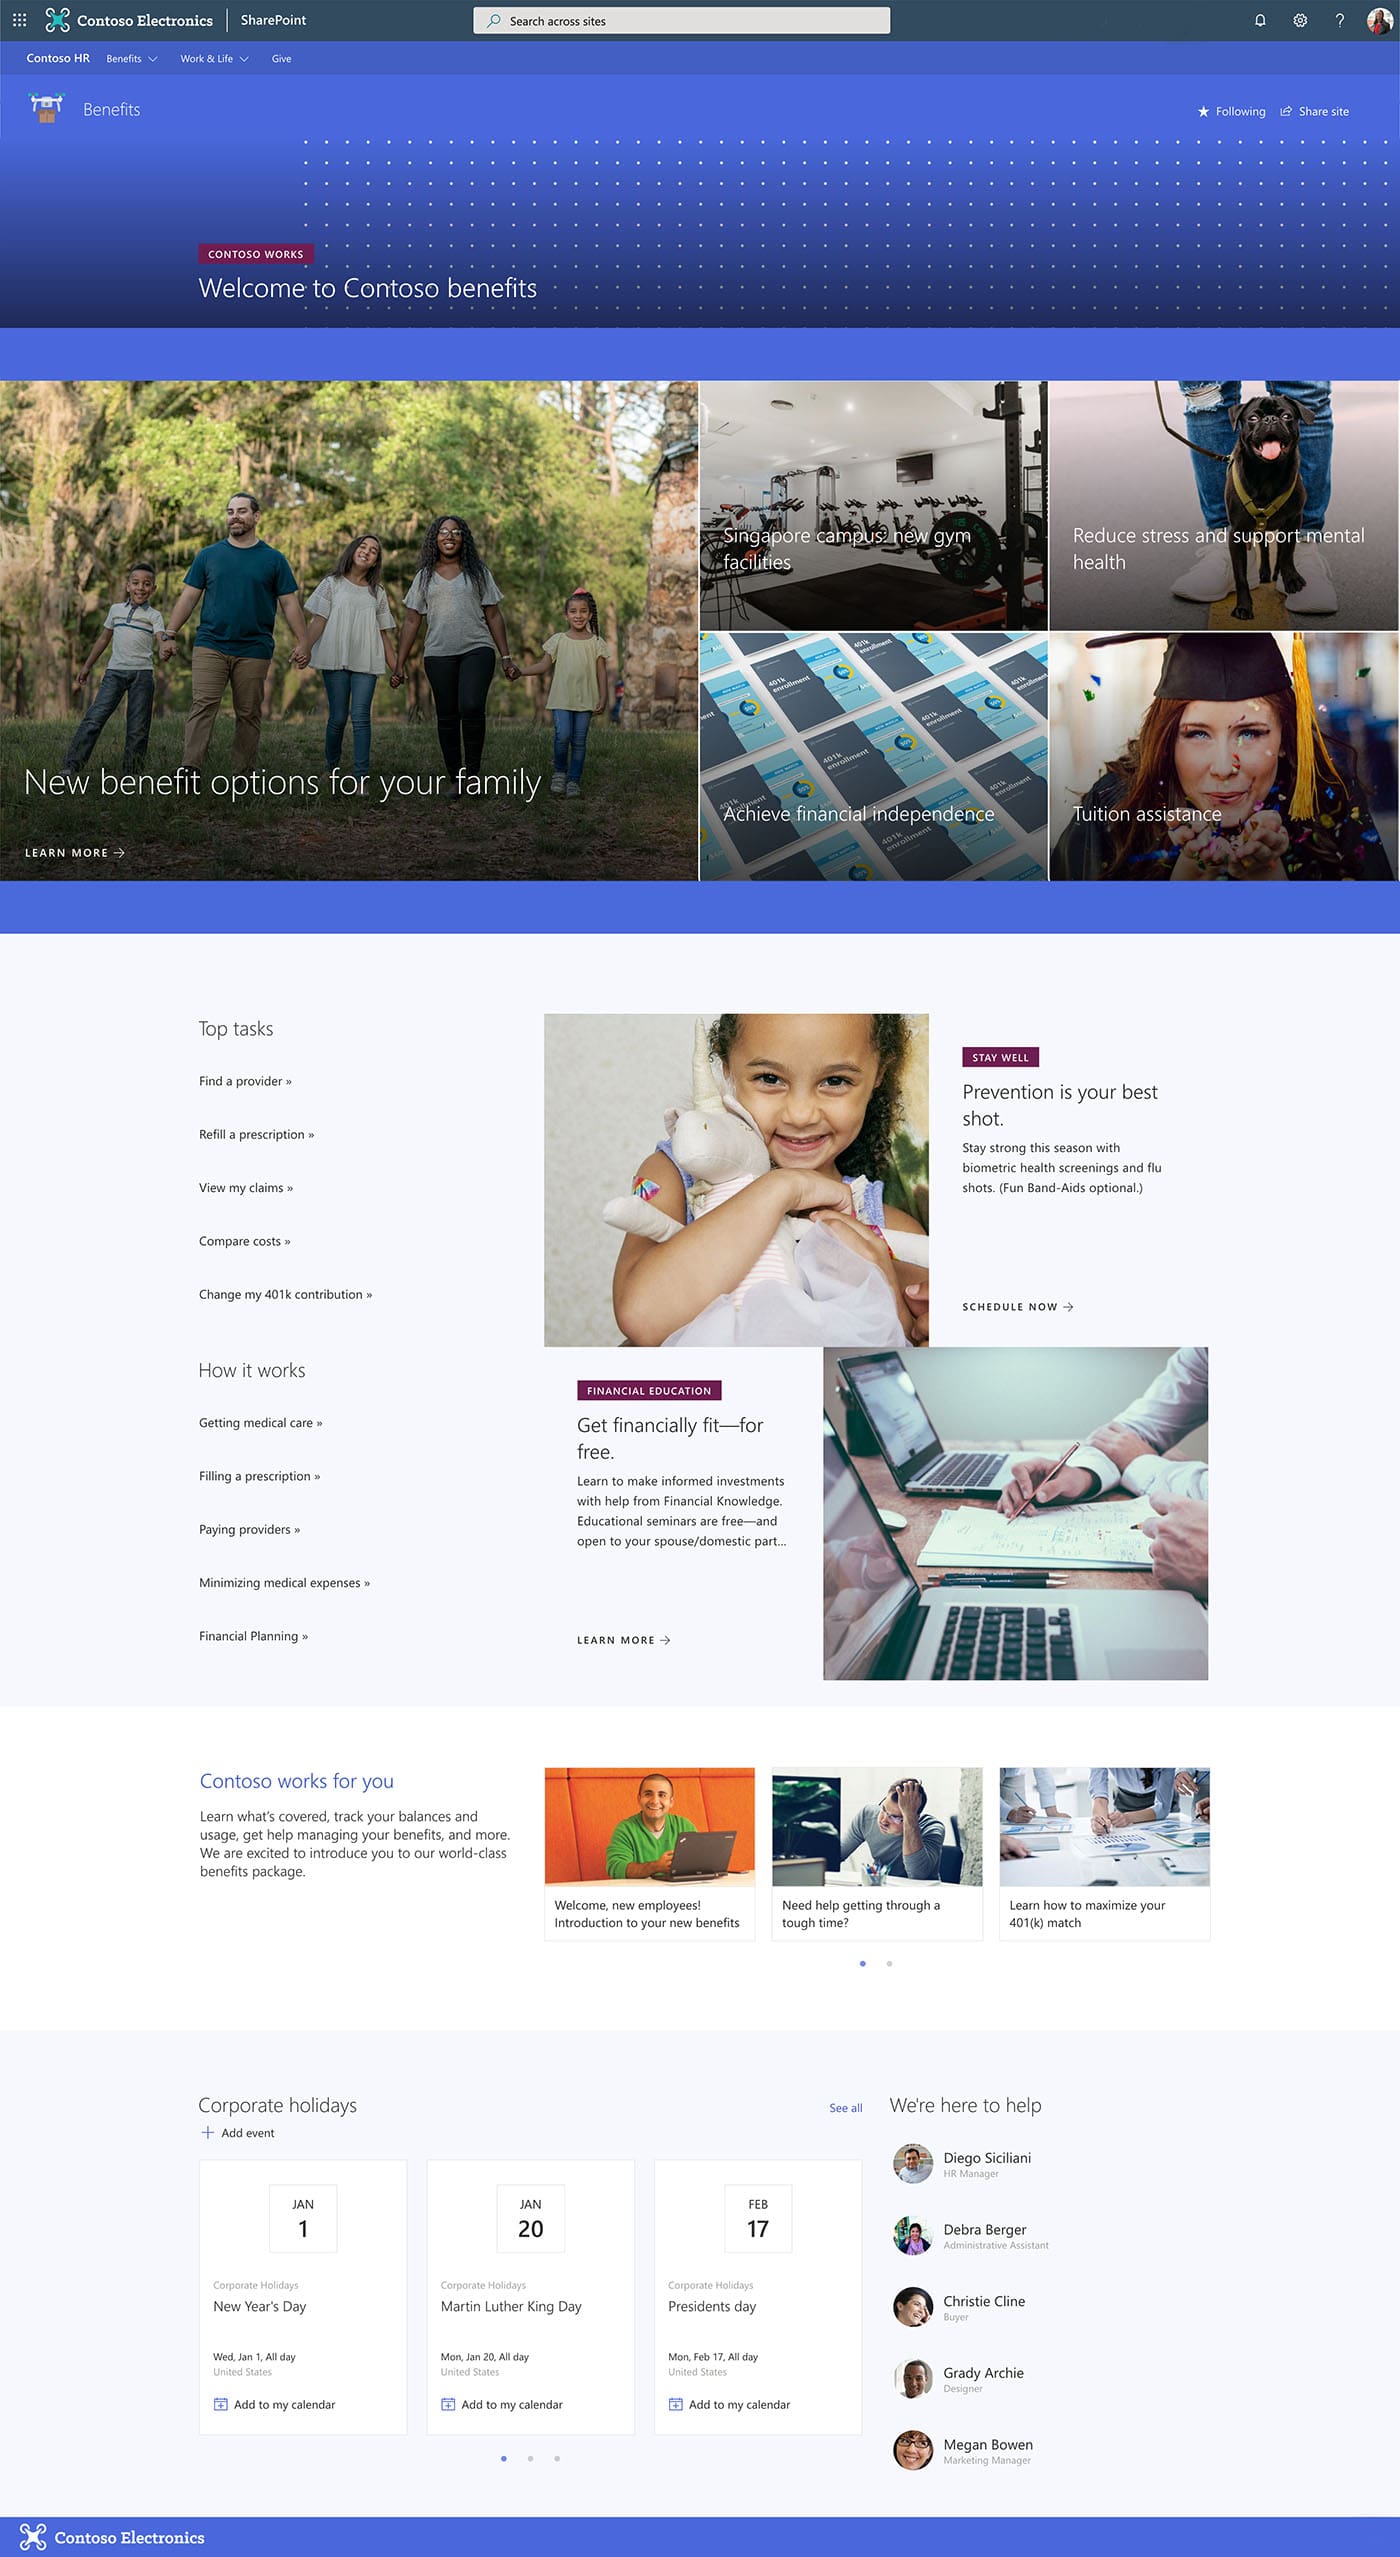 Contoso Electronics
SharePoint
Search across sites
Contoso HR
Benefits
Work & Life
Give
Benefits
Following
Share site
CONTOSO WORKS
Welcome to Contoso benefits
Singapore campus: new gym
facilities
Reduce stress and support mental
health
New benefit options for your family
LEARN MORE
401k
enrollment
Achieve financial independence
Tuition assistance
Top tasks
Find a provider »
Refill a prescription »
View my claims »
Compare costs »
Change my 401k contribution »
STAY WELL
Prevention is your best
shot.
Stay strong this season with
biometric health screenings and flu
shots. (Fun Band-Aids optional.)
SCHEDULE NOW
How it works
Getting medical care »
Filling a prescription »
Paying providers »
Minimizing medical expenses »
Financial Planning »
FINANCIAL EDUCATION
Get financially fit—for
free.
Learn to make informed investments
with help from Financial Knowledge.
Educational seminars are free—and
open to your spouse/domestic part...
LEARN MORE
Contoso works for you
Learn what’s covered, track your balances and
usage, get help managing your benefits, and more.
We are excited to introduce you to our world-class
benefits package.
Welcome, new employees!
Introduction to your new benefits
Need help getting through a
tough time?
Learn how to maximize your
401(k) match
Corporate holidays
See all
Add event
JAN
1
Corporate Holidays
New Year's Day
Wed, Jan 1, All day
United States
Add to my calendar
JAN
20
Corporate Holidays
Martin Luther King Day
Mon, Jan 20, All day
United States
Add to my calendar
FEB
17
Corporate Holidays
Presidents day
Mon, Feb 17, All day
United States
Add to my calendar
We're here to help
Diego Siciliani
HR Manager
Debra Berger
Administrative Assistant
Christie Cline
Buyer
Grady Archie
Designer
Megan Bowen
Marketing Manager
Contoso Electronics